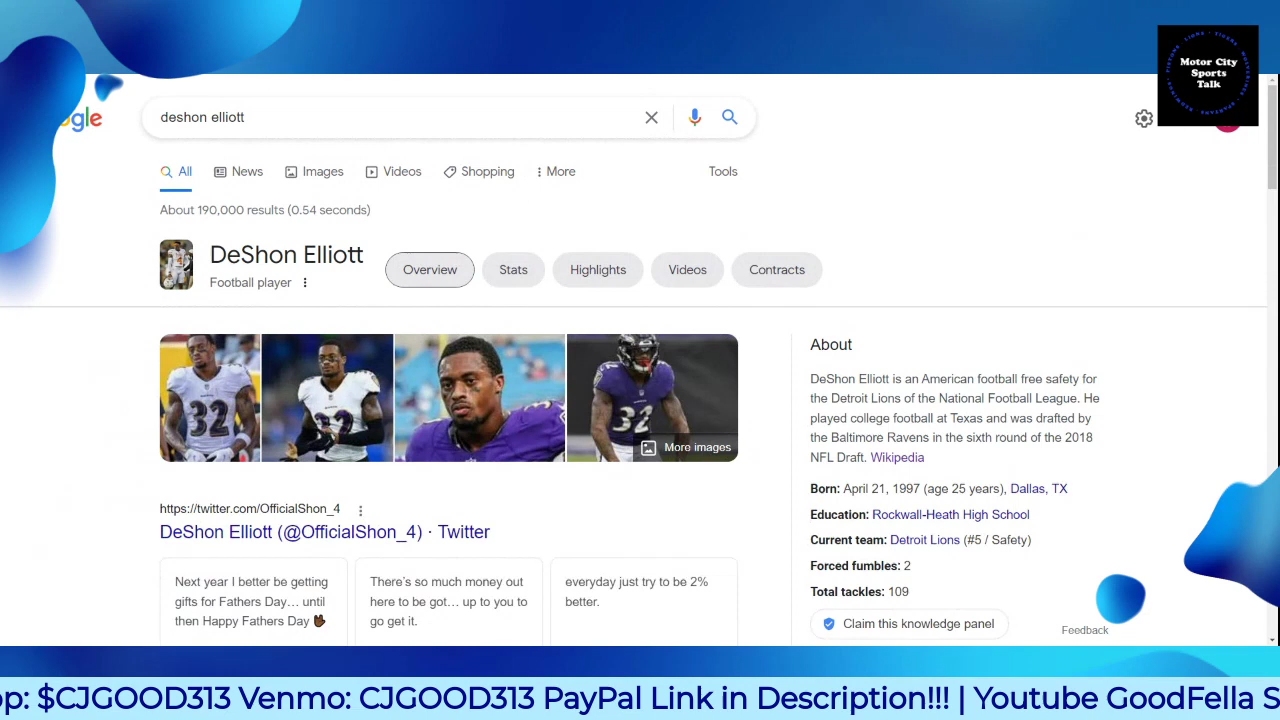 Motor City
Sports
Talk
gle
deshon elliott
All
News
Images
Videos
Shopping
More
Tools
About 190,000 results (0.54 seconds)
DeShon Elliott
Football player
Overview
Stats
Highlights
Videos
Contracts
32
32
More images
About
DeShon Elliott is an American football free safety for
the Detroit Lions of the National Football League. He
played college football at Texas and was drafted by
the Baltimore Ravens in the sixth round of the 2018
NFL Draft. Wikipedia
Born: April 21, 1997 (age 25 years), Dallas, TX
Education: Rockwall-Heath High School
Current team: Detroit Lions (#5 / Safety)
Forced fumbles: 2
Total tackles: 109
Claim this knowledge panel
Feedback
https://twitter.com/OfficialShon_4
DeShon Elliott (@OfficialShon_4) · Twitter
Next year I better be getting
gifts for Fathers Day… until
then Happy Fathers Day
There's so much money out
here to be got… up to you to
go get it.
everyday just try to be 2%
better.
op: $CJGOOD313 Venmo: CJGOOD313 PayPal Link in Description!!! | Youtube GoodFella S